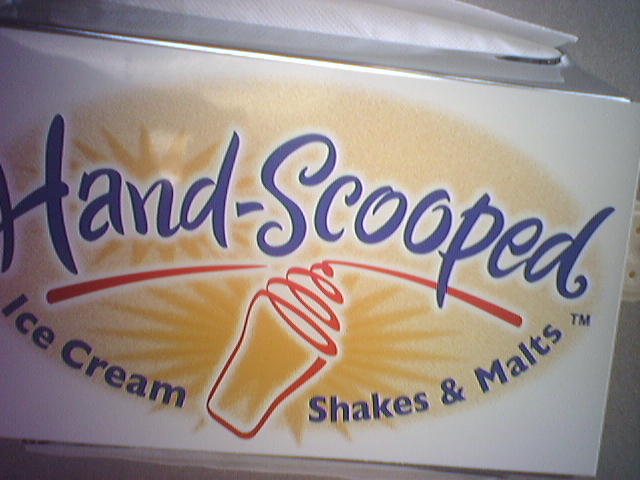 Hand-Scooped
Ice Cream Shakes & Malts™